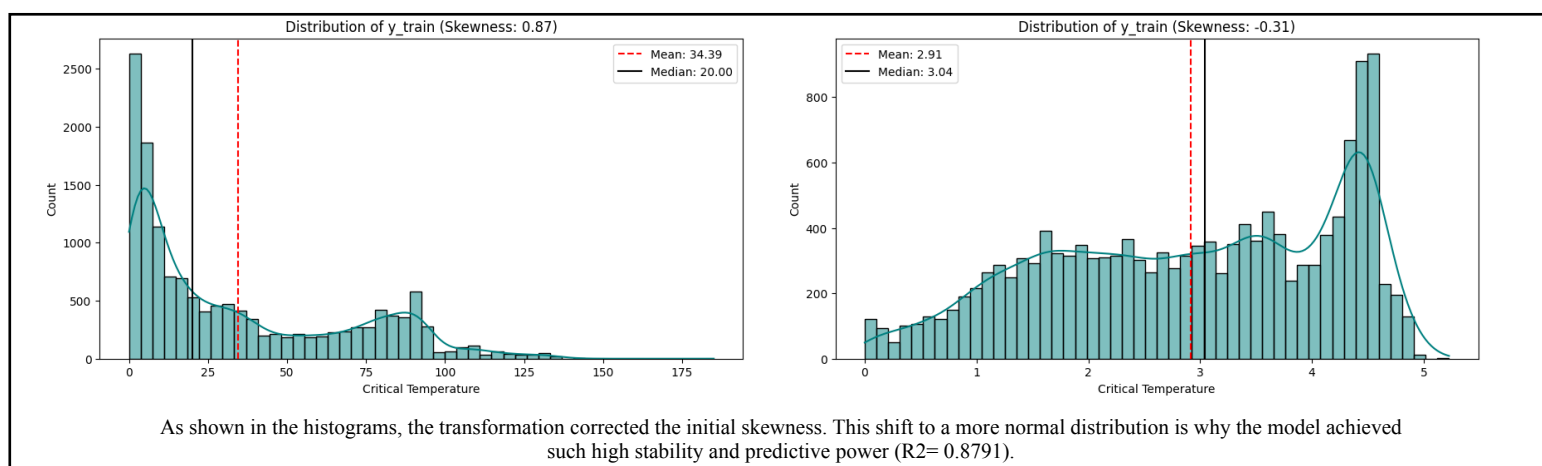 Distribution of y_train (Skewness: 0.87)
Mean: 34.39
Median: 20.00
2500
2000
1500
1000
500
0
Count
0 25 50 75 100 125 150 175
Critical Temperature
Distribution of y_train (Skewness: -0.31)
Mean: 2.91
Median: 3.04
800
600
400
200
0
Count
0 1 2 3 4 5
Critical Temperature
As shown in the histograms, the transformation corrected the initial skewness. This shift to a more normal distribution is why the model achieved
such high stability and predictive power (R2= 0.8791).